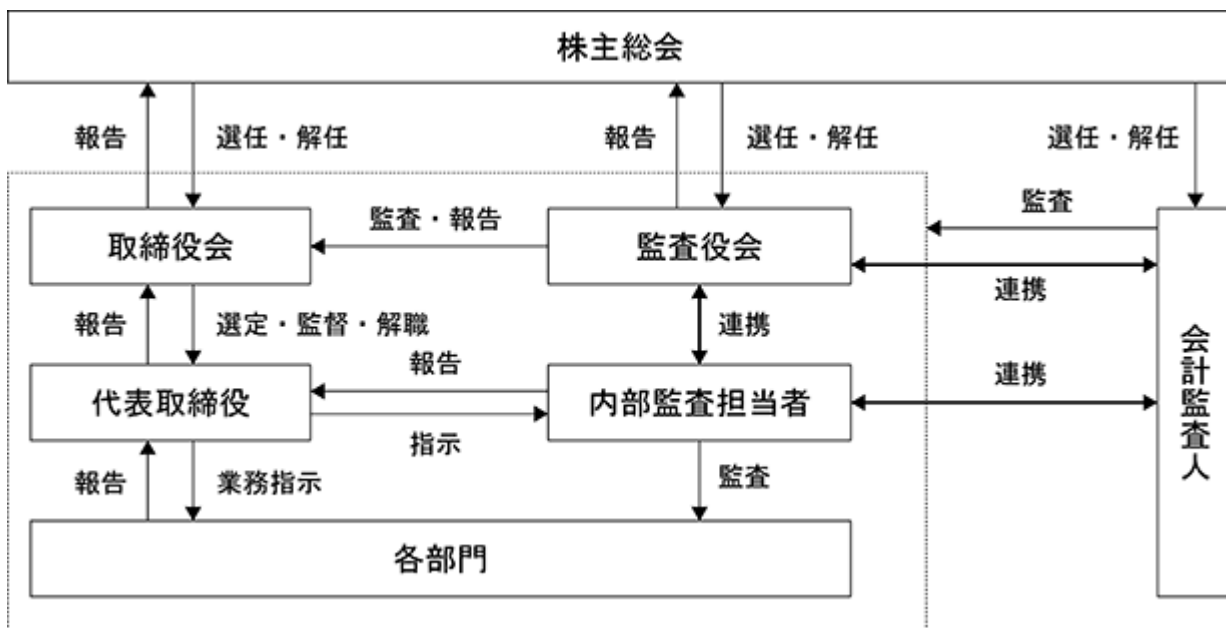 株主総会
報告
選任・解任
報告
選任・解任
選任・解任
取締役会
監査・報告
監査役会
監査
連携
報告
選定・監督・解職
連携
代表取締役
報告
指示
内部監査担当者
連携
会計監査人
報告
業務指示
監査
各部門